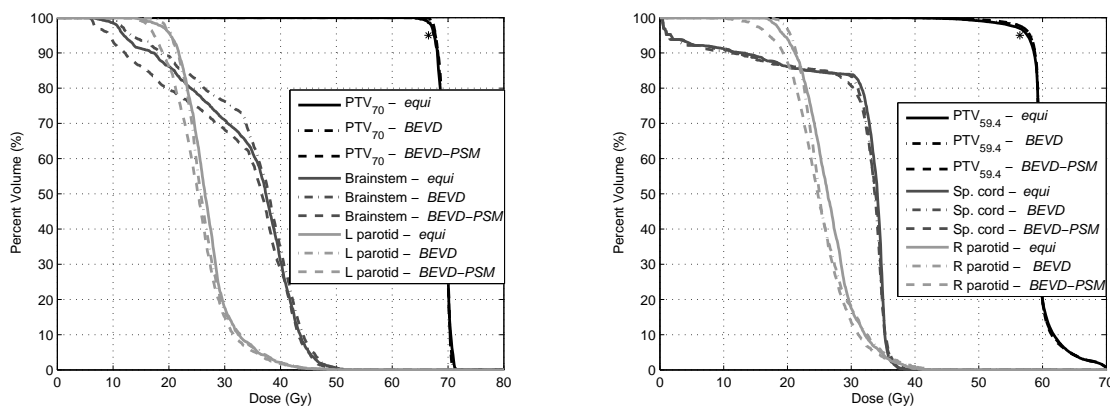 100
90
80
70
60
50
40
30
20
10
0
Percent Volume (%)
*
PTV70 – equi
PTV70 – BEVD
PTV70 – BEVD–PSM
Brainstem – equi
Brainstem – BEVD
Brainstem – BEVD–PSM
L parotid – equi
L parotid – BEVD
L parotid – BEVD–PSM
0 10 20 30 40 50 60 70 80
Dose (Gy)
100
90
80
70
60
50
40
30
20
10
0
Percent Volume (%)
*
PTV59.4 – equi
PTV59.4 – BEVD
PTV59.4 – BEVD–PSM
Sp. cord – equi
Sp. cord – BEVD
Sp. cord – BEVD–PSM
R parotid – equi
R parotid – BEVD
R parotid – BEVD–PSM
0 10 20 30 40 50 60 70
Dose (Gy)